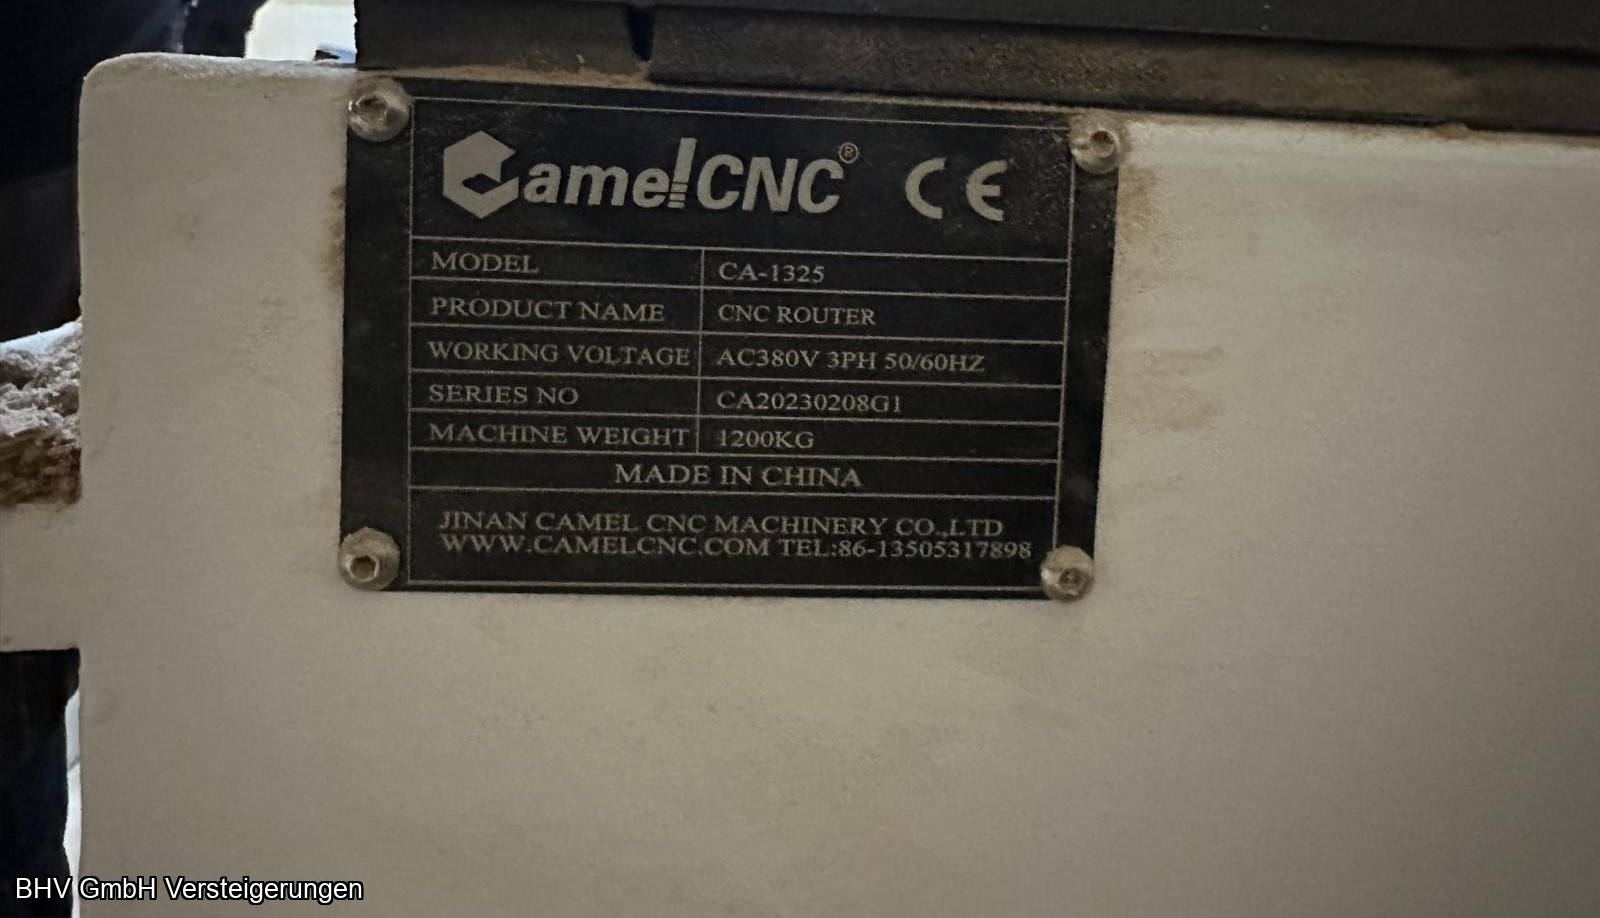 CamelCNC® CE
MODEL CA-1325
PRODUCT NAME CNC ROUTER
WORKING VOLTAGE AC380V 3PH 50/60HZ
SERIES NO CA20230208G1
MACHINE WEIGHT 1200KG
MADE IN CHINA
JINAN CAMEL CNC MACHINERY CO.,LTD
WWW.CAMELCNC.COM TEL:86-13505317898
BHV GmbH Versteigerungen